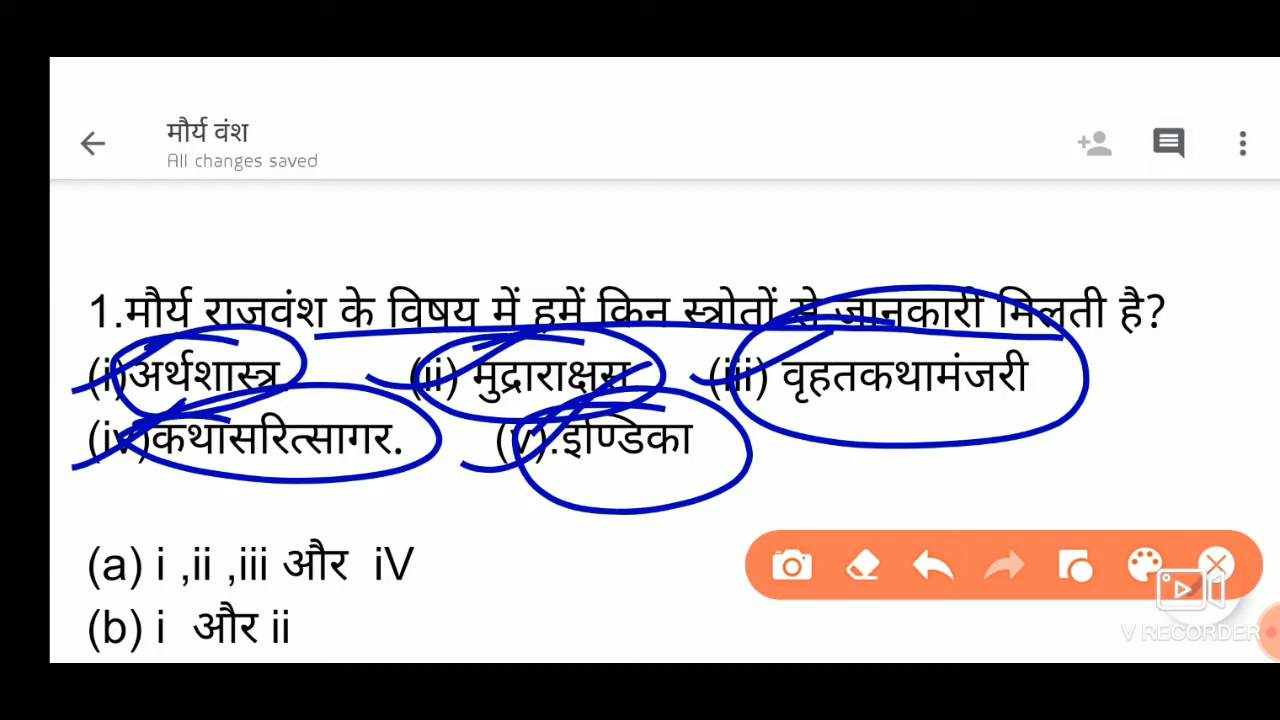 मौर्य वंश
All changes saved
1.मौर्य राजवंश के विषय में हमें किन स्त्रोतों से जानकारी मिलती है?
(i)अर्थशास्त्र (ii) मुद्राराक्षस (iii) वृहतकथामंजरी
(iv)कथासरित्सागर. (v).इण्डिका
(a) i ,ii ,iii और iV
(b) i और ii
V RECORDER